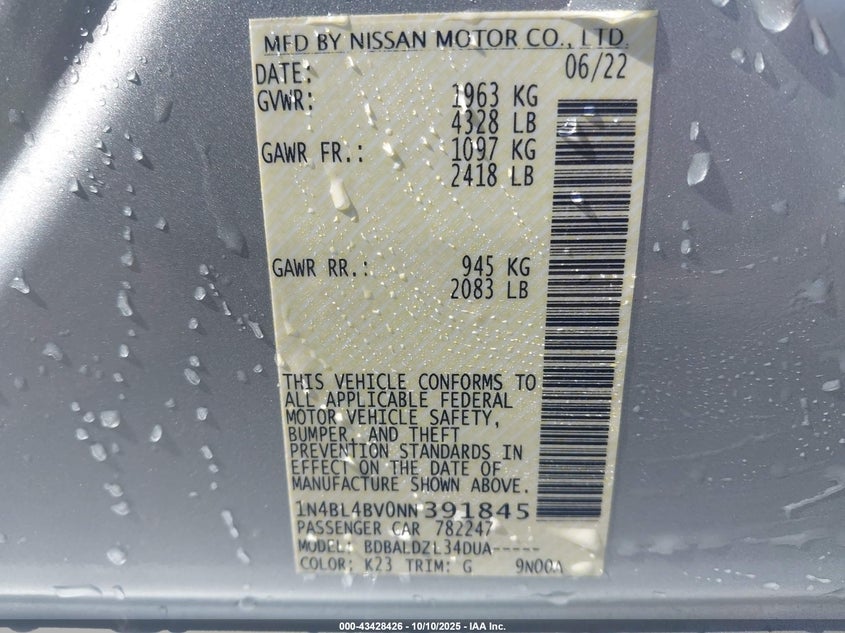 MFD BY NISSAN MOTOR CO., LTD.
DATE: 06/22
GVWR: 1963 KG
4328 LB
GAWR FR.: 1097 KG
2418 LB
GAWR RR.: 945 KG
2083 LB
THIS VEHICLE CONFORMS TO
ALL APPLICABLE FEDERAL
MOTOR VEHICLE SAFETY,
BUMPER, AND THEFT
PREVENTION STANDARDS IN
EFFECT ON THE DATE OF
MANUFACTURE SHOWN ABOVE.
1N4BL4BV0NN391845
PASSENGER CAR 782247
MODEL: BDBALDZL34DUA-----
COLOR: K23 TRIM: G 9N00A
000-43428426 - 10/10/2025 - IAA Inc.